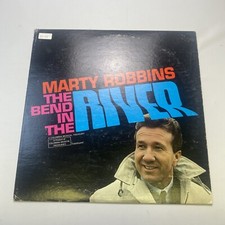 MARTY ROBBINS
THE
BEND
IN
THE
RIVER